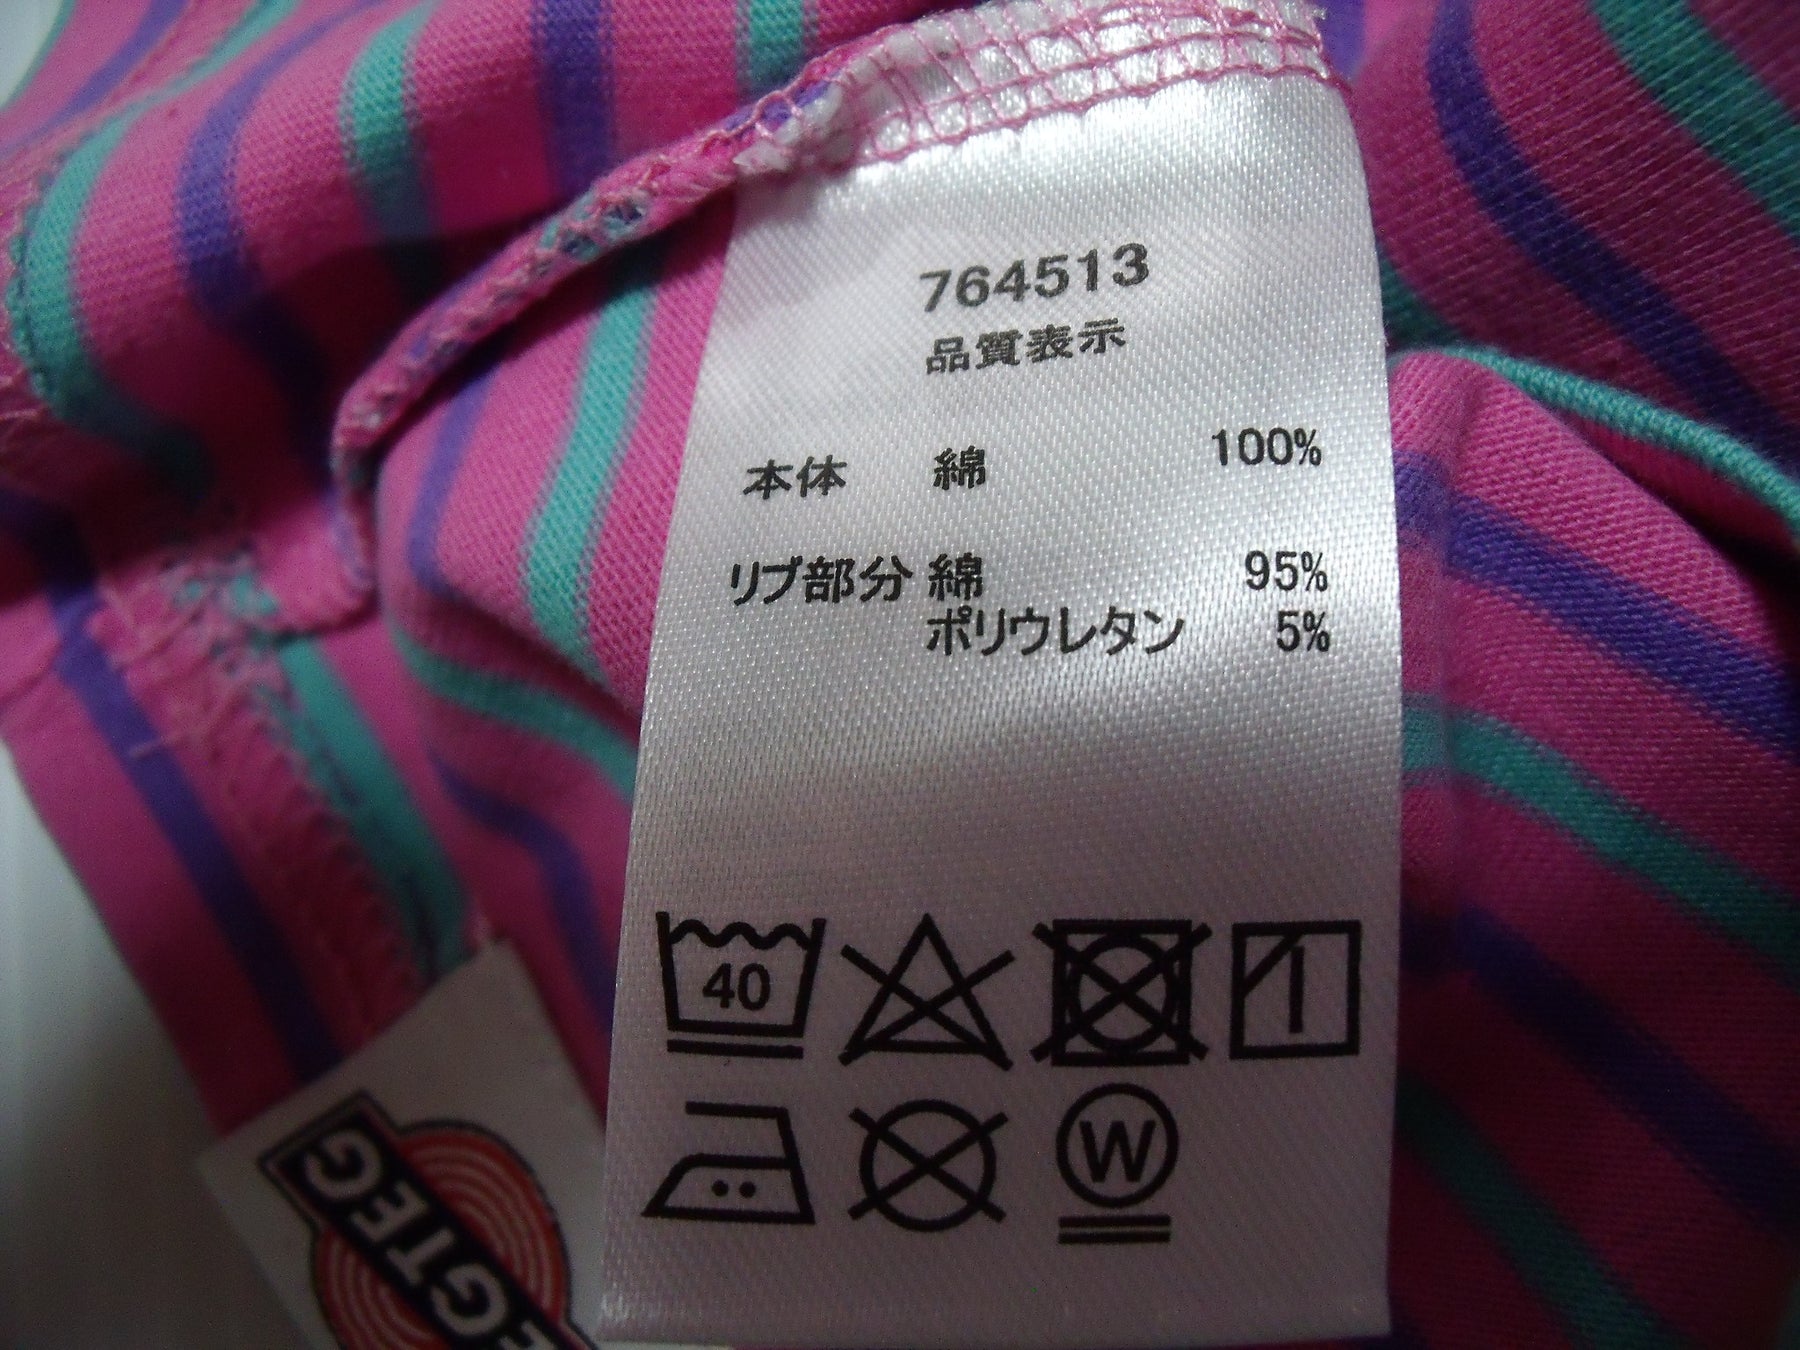 764513
品質表示
本体 綿 100%
リブ部分 綿 95%
ポリウレタン 5%
40
W